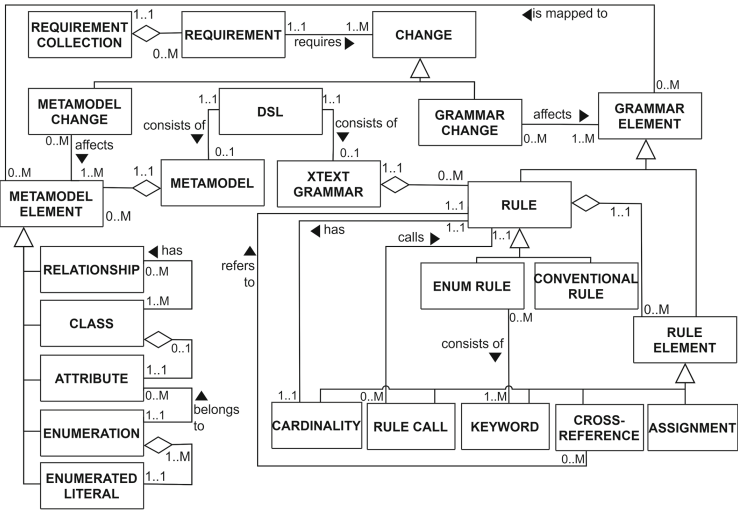 is mapped to
REQUIREMENT
COLLECTION
1..1
0..M
REQUIREMENT
1..1
requires
1..M
CHANGE
METAMODEL
CHANGE
0..M
affects
1..M
1..1
DSL
1..1
consists of
0..1
consists of
0..1
GRAMMAR
CHANGE
0..M
affects
1..M
0..M
GRAMMAR
ELEMENT
0..M
METAMODEL
ELEMENT
0..M
1..1
METAMODEL
XTEXT
GRAMMAR
1..1
0..M
RULE
1..1
1..1
1..1
1..1
has
calls
refers
to
has
RELATIONSHIP
0..M
1..M
CLASS
0..1
1..1
ATTRIBUTE
0..M
belongs
to
1..1
ENUMERATION
1..M
1..1
ENUMERATED
LITERAL
ENUM RULE
0..M
CONVENTIONAL
RULE
consists of
0..M
RULE
ELEMENT
1..1
CARDINALITY
0..M
RULE CALL
1..M
KEYWORD
CROSS-
REFERENCE
0..M
ASSIGNMENT